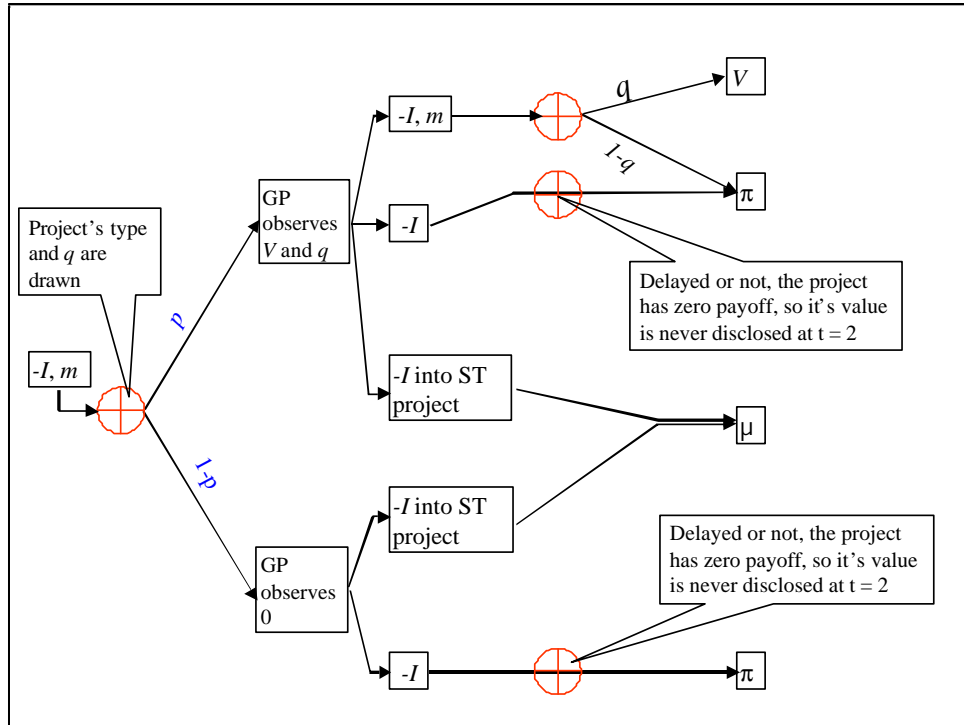 q
V
-I, m
1-q
GP
observes
V and q
π
Project's type
and q are
drawn
-I
Delayed or not, the project
has zero payoff, so it's value
is never disclosed at t = 2
p
-I, m
-I into ST
project
μ
1-p
-I into ST
project
Delayed or not, the project
has zero payoff, so it's value
is never disclosed at t = 2
GP
observes
0
-I
π